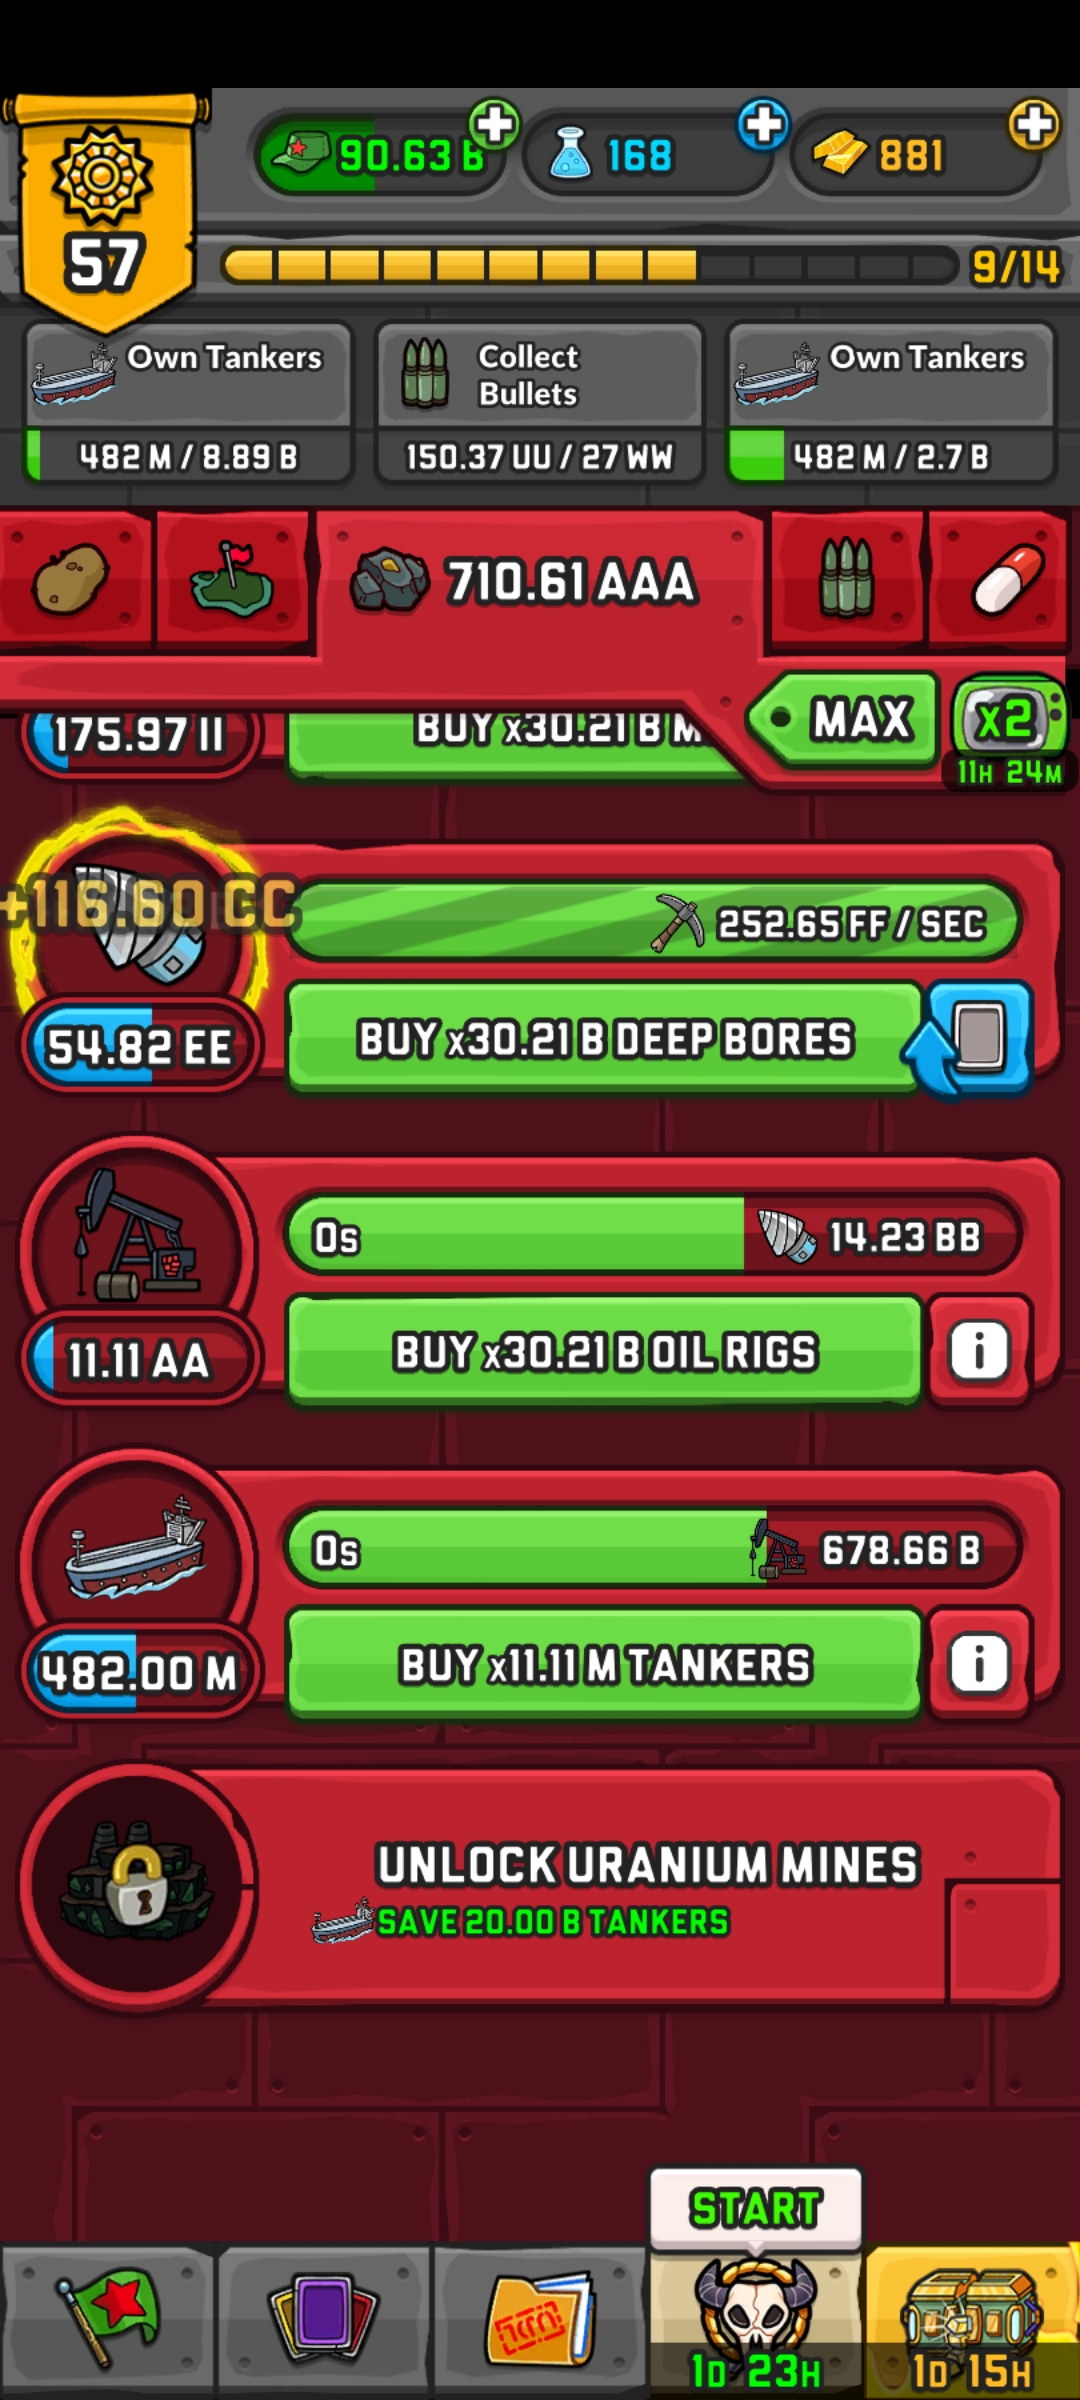 57
90.63 B
168
881
9/14
Own Tankers
482 M / 8.89 B
Collect
Bullets
150.37 UU / 27 WW
Own Tankers
482 M / 2.7 B
710.61 AAA
MAX
x2
11H 24M
175.97 II
BUY x30.21 B M
+116.60 CC
252.65 FF / SEC
54.82 EE
BUY x30.21 B DEEP BORES
0s
14.23 BB
11.11 AA
BUY x30.21 B OIL RIGS
i
0s
678.66 B
482.00 M
BUY x11.11 M TANKERS
i
UNLOCK URANIUM MINES
SAVE 20.00 B TANKERS
START
1D 23H
1D 15H